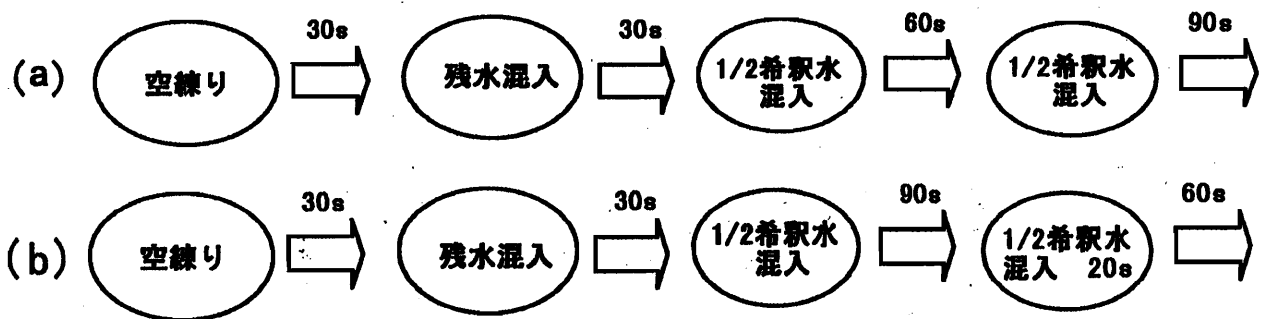 30s 30s 60s 90s
(a) 空練り 残水混入 1/2希釈水 1/2希釈水
混入 混入
30s 30s 90s 60s
(b) 空練り 残水混入 1/2希釈水 1/2希釈水
混入 混入 20s